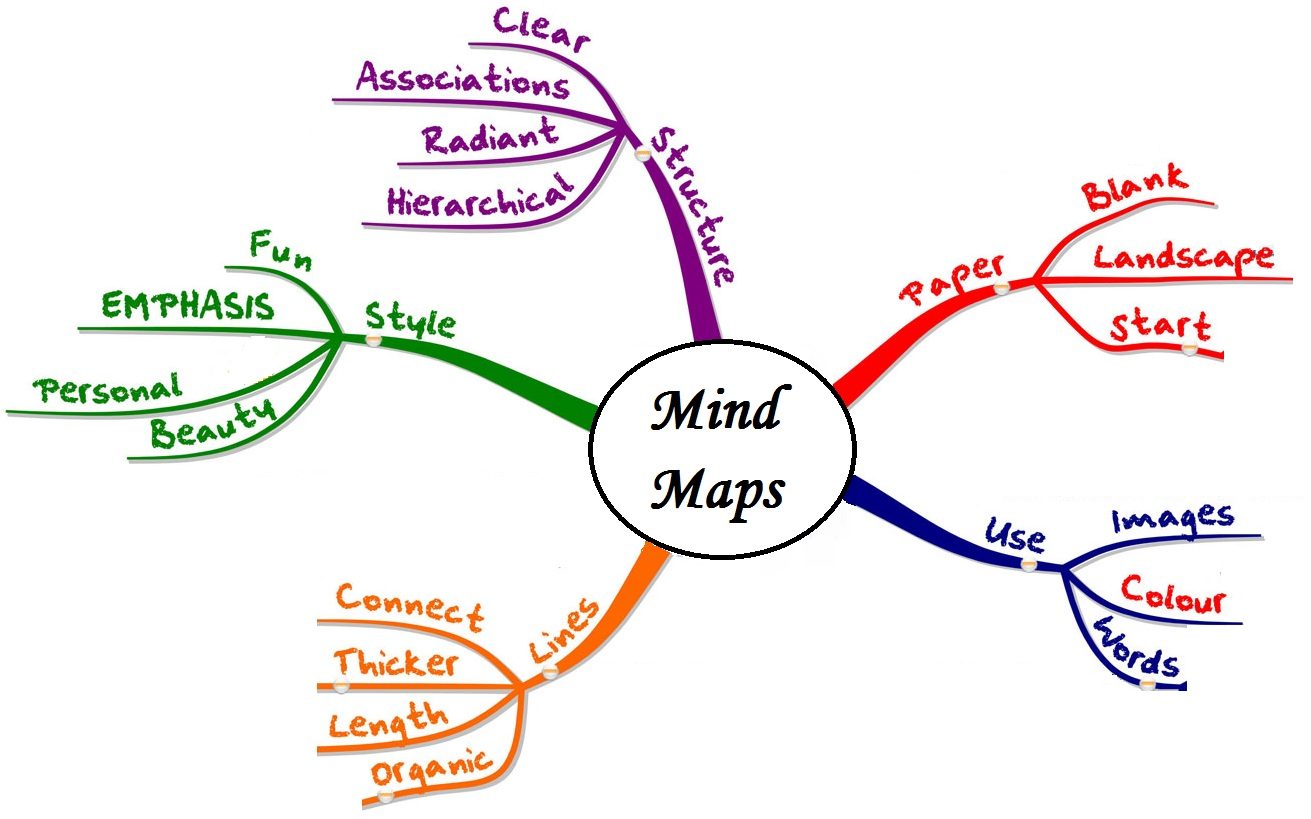 Mind
Maps
Structure
Clear
Associations
Radiant
Hierarchical
Paper
Blank
Landscape
Start
Use
Images
Colour
Words
Lines
Connect
Thicker
Length
Organic
Style
Fun
EMPHASIS
Personal
Beauty